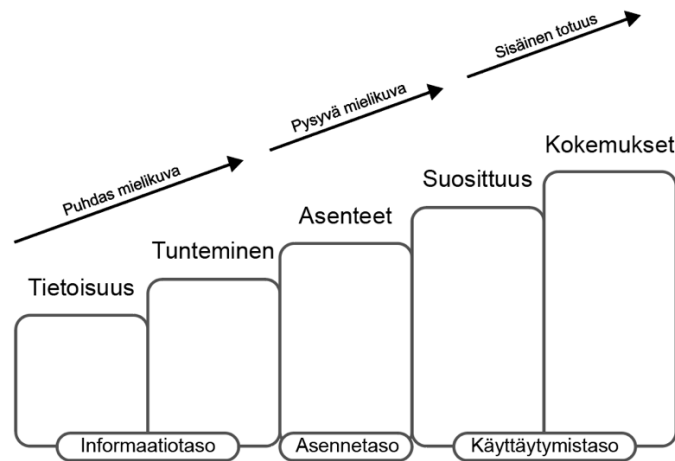 Sisäinen totuus
Pysyvä mielikuva
Puhdas mielikuva
Kokemukset
Suosittuus
Asenteet
Tunteminen
Tietoisuus
Informaatiotaso
Asennetaso
Käyttäytymistaso